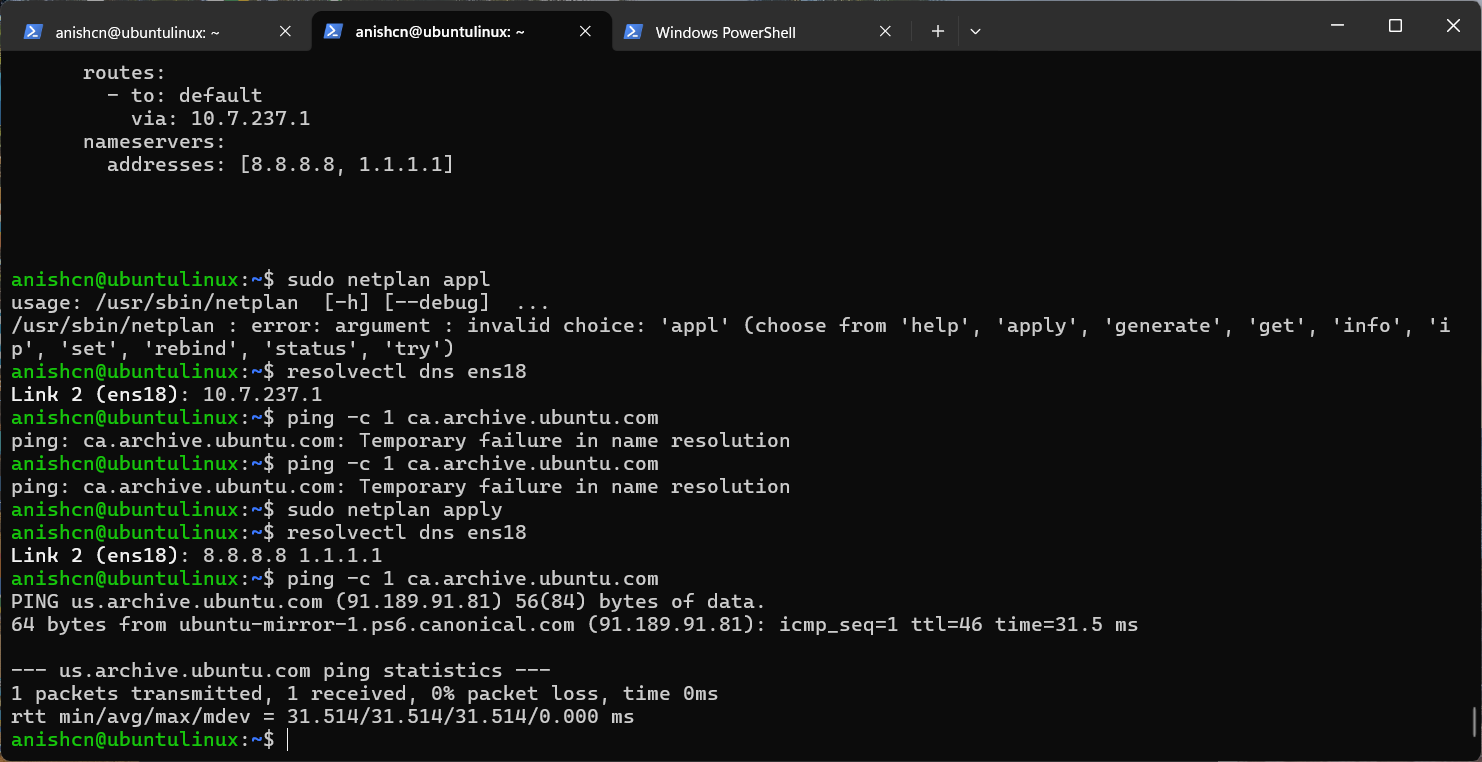 anishcn@ubuntulinux: ~
anishcn@ubuntulinux: ~
Windows PowerShell
routes:
- to: default
via: 10.7.237.1
nameservers:
addresses: [8.8.8.8, 1.1.1.1]
anishcn@ubuntulinux:~$ sudo netplan appl
usage: /usr/sbin/netplan  [-h] [--debug]  ...
/usr/sbin/netplan : error: argument : invalid choice: 'appl' (choose from 'help', 'apply', 'generate', 'get', 'info', 'i
p', 'set', 'rebind', 'status', 'try')
anishcn@ubuntulinux:~$ resolvectl dns ens18
Link 2 (ens18): 10.7.237.1
anishcn@ubuntulinux:~$ ping -c 1 ca.archive.ubuntu.com
ping: ca.archive.ubuntu.com: Temporary failure in name resolution
anishcn@ubuntulinux:~$ ping -c 1 ca.archive.ubuntu.com
ping: ca.archive.ubuntu.com: Temporary failure in name resolution
anishcn@ubuntulinux:~$ sudo netplan apply
anishcn@ubuntulinux:~$ resolvectl dns ens18
Link 2 (ens18): 8.8.8.8 1.1.1.1
anishcn@ubuntulinux:~$ ping -c 1 ca.archive.ubuntu.com
PING us.archive.ubuntu.com (91.189.91.81) 56(84) bytes of data.
64 bytes from ubuntu-mirror-1.ps6.canonical.com (91.189.91.81): icmp_seq=1 ttl=46 time=31.5 ms
--- us.archive.ubuntu.com ping statistics ---
1 packets transmitted, 1 received, 0% packet loss, time 0ms
rtt min/avg/max/mdev = 31.514/31.514/31.514/0.000 ms
anishcn@ubuntulinux:~$